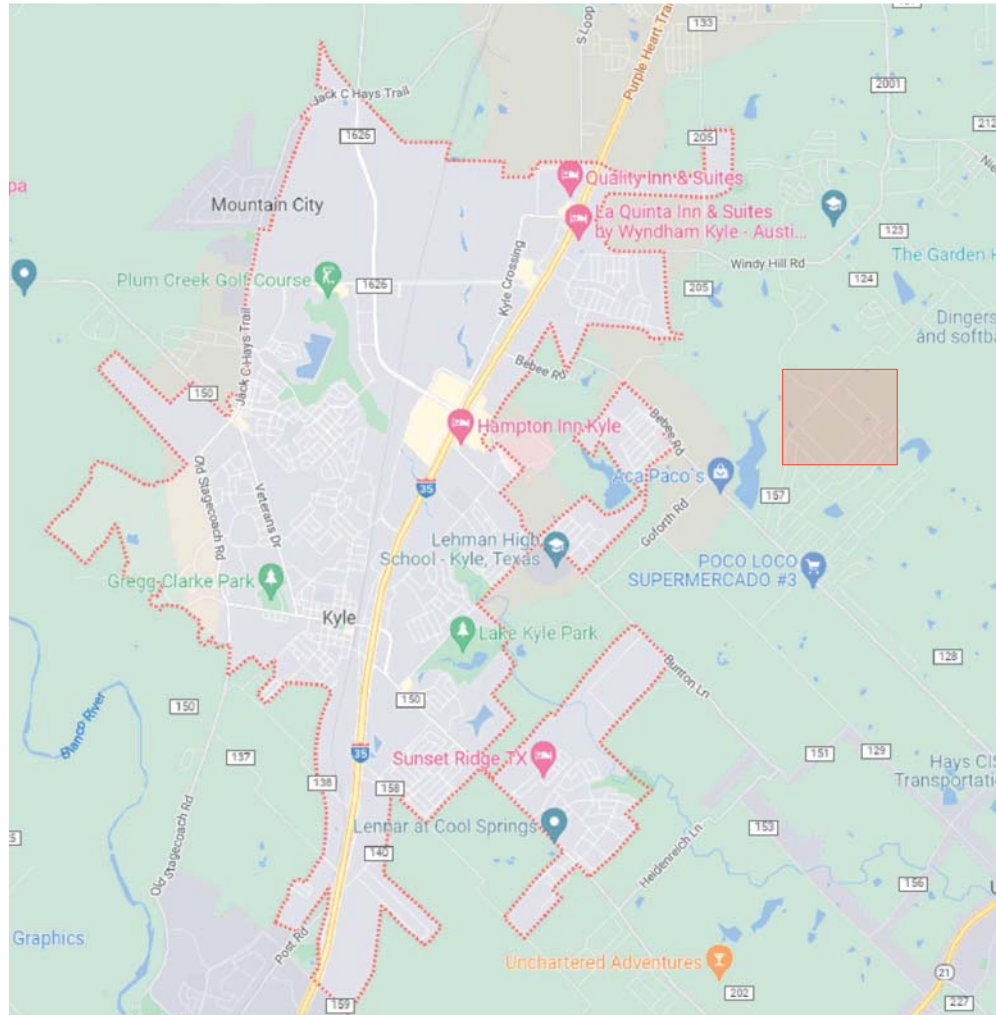 133
S Loop
Purple Heart Trai
Jack C Hays Trail
1626
205
2001
212
Nie
pa
Quality Inn & Suites
Mountain City
La Quinta Inn & Suites
by Wyndham Kyle - Austi...
123
Windy Hill Rd
The Garden H
Plum Creek Golf Course
1626
Kyle Crossing
205
124
Dingers
and softba
Jack C Hays Trail
150
Bebee Rd
Hampton Inn Kyle
Bebee Rd
Old Stagecoach Rd
Veterans Dr
35
Aca Paco´s
157
Goforth Rd
Lehman High
School - Kyle, Texas
POCO LOCO
SUPERMERCADO #3
Gregg-Clarke Park
Kyle
Lake Kyle Park
128
Bunton Ln
150
150
Blanco River
35
137
138
158
Sunset Ridge TX
151
129
Hays CIS
Transportatio
Lennar at Cool Springs
153
140
Heidenreich Ln
Old Stagecoach Rd
156
U
Graphics
Post Rd
Unchartered Adventures
202
21
159
127